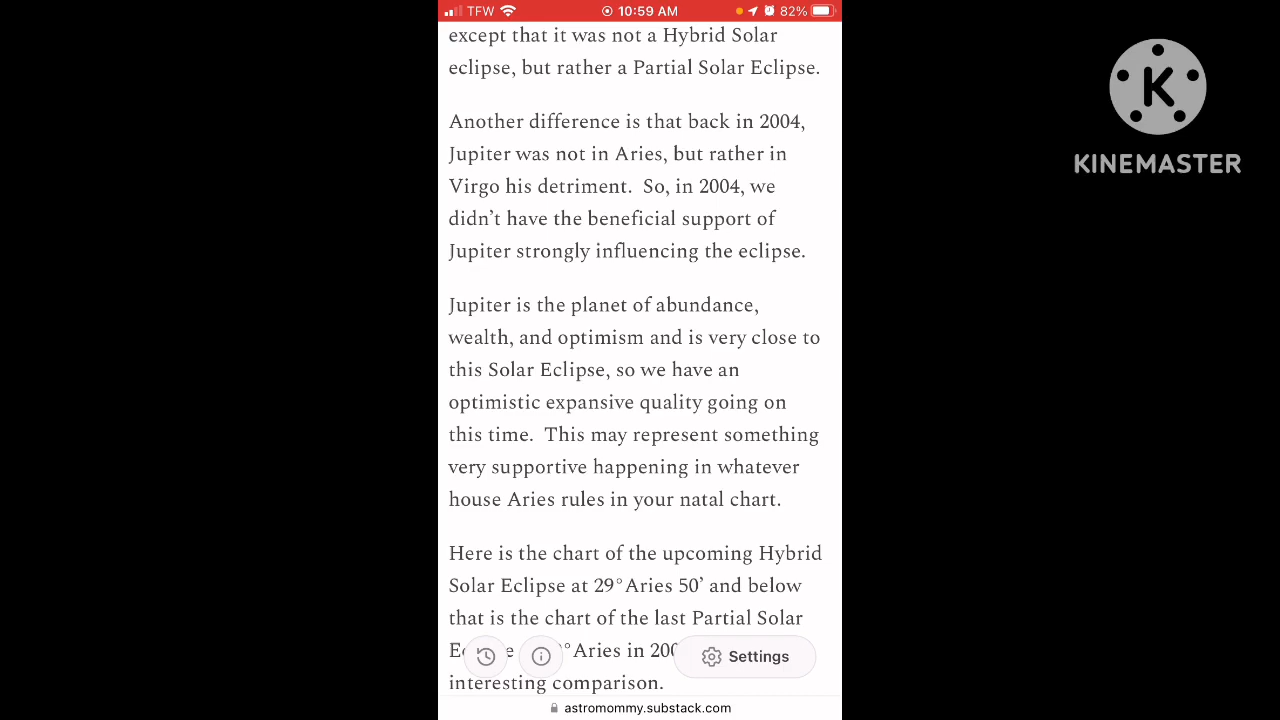 TFW 10:59 AM 82%
except that it was not a Hybrid Solar
eclipse, but rather a Partial Solar Eclipse.
Another difference is that back in 2004,
Jupiter was not in Aries, but rather in
Virgo his detriment.  So, in 2004, we
didn’t have the beneficial support of
Jupiter strongly influencing the eclipse.
Jupiter is the planet of abundance,
wealth, and optimism and is very close to
this Solar Eclipse, so we have an
optimistic expansive quality going on
this time.  This may represent something
very supportive happening in whatever
house Aries rules in your natal chart.
Here is the chart of the upcoming Hybrid
Solar Eclipse at 29°Aries 50’ and below
that is the chart of the last Partial Solar
°Aries in
Settings
interesting comparison.
astromommy.substack.com
K
KINEMASTER